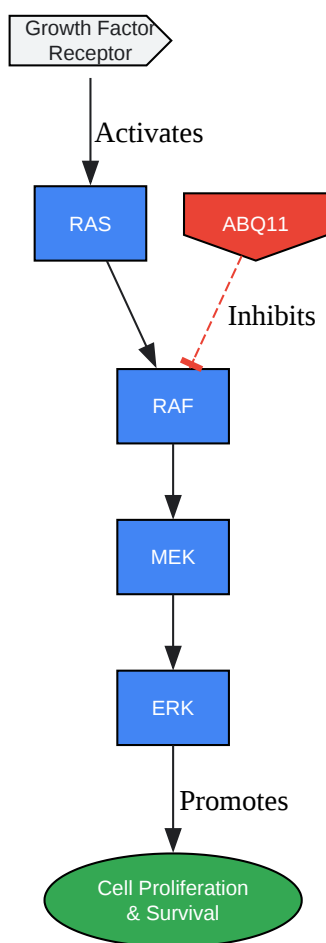 Growth Factor
Receptor
Activates
RAS
ABQ11
Inhibits
RAF
MEK
ERK
Promotes
Cell Proliferation
& Survival